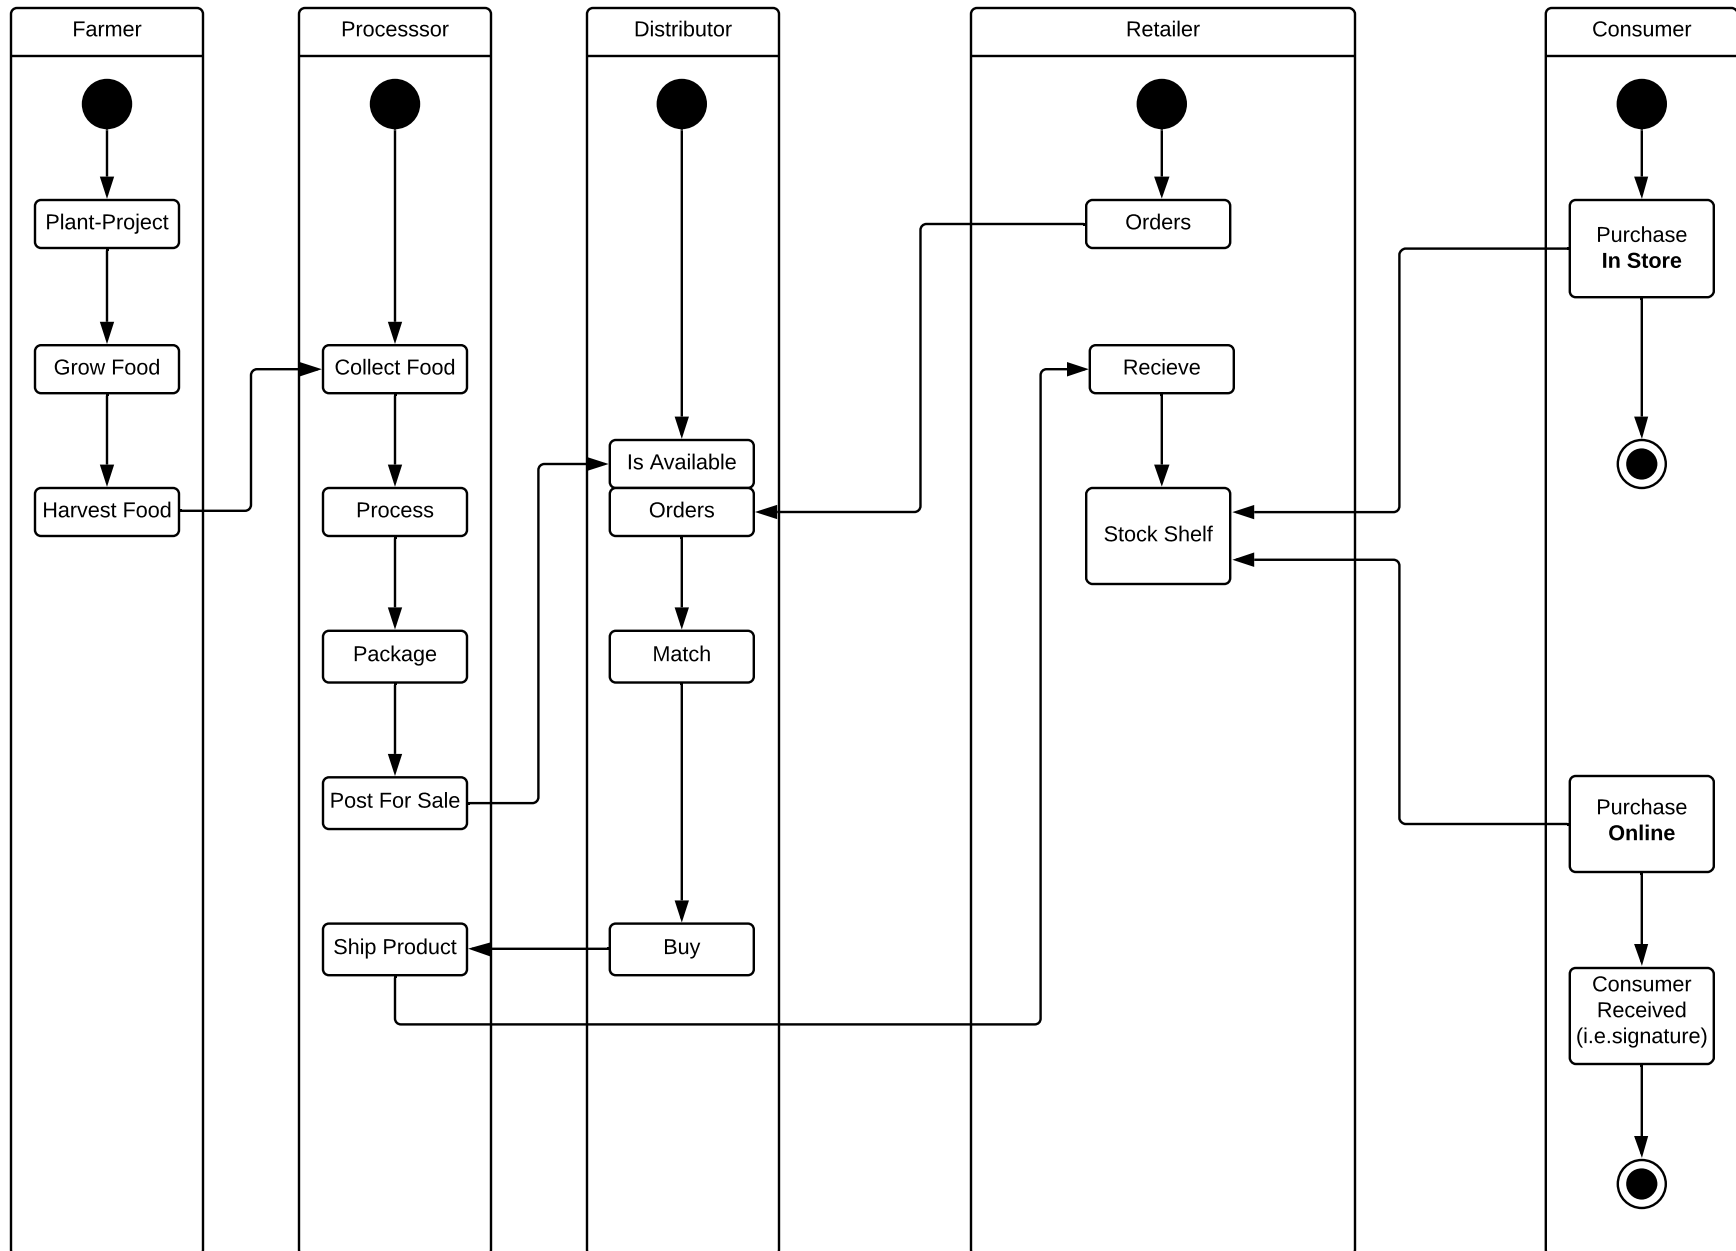 Farmer
Processsor
Distributor
Retailer
Consumer
Plant-Project
Grow Food
Harvest Food
Collect Food
Process
Package
Post For Sale
Ship Product
Is Available
Orders
Match
Buy
Orders
Recieve
Stock Shelf
Purchase
In Store
Purchase
Online
Consumer
Received
(i.e.signature)